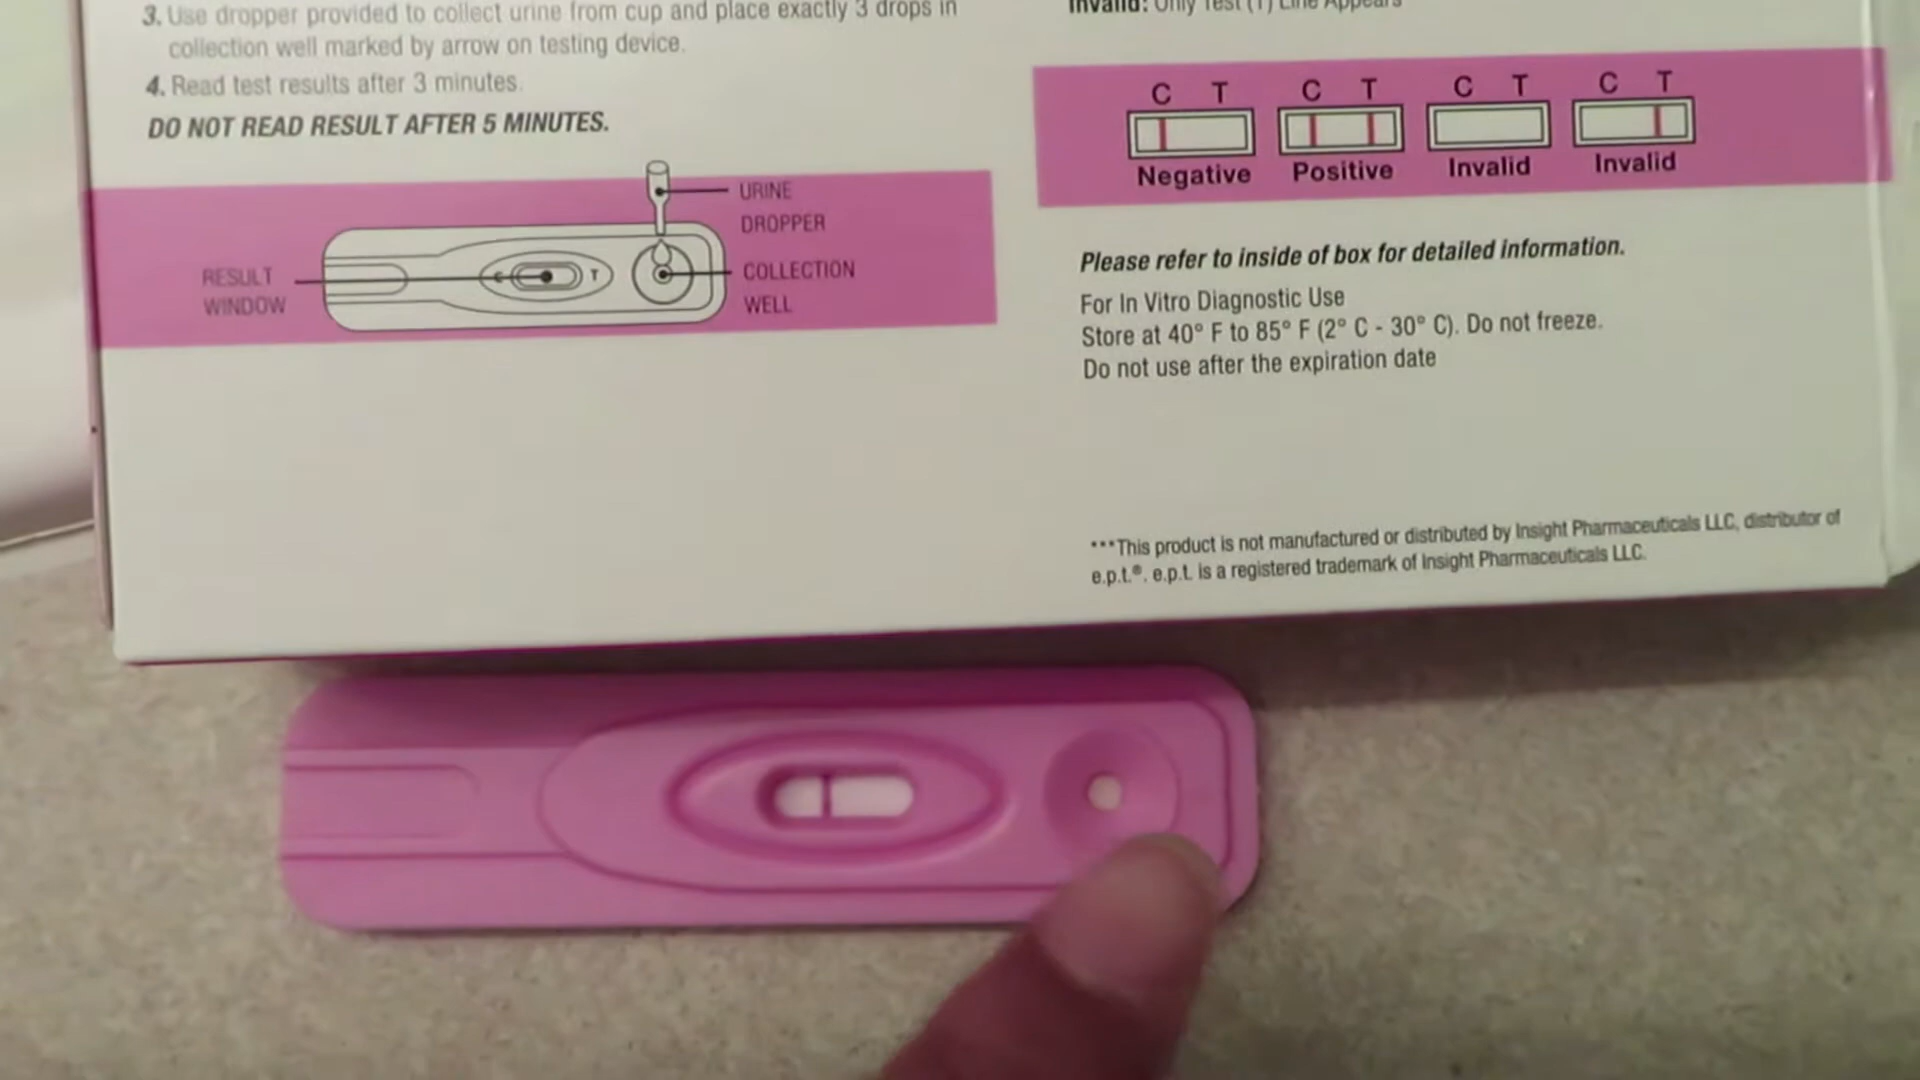 3. Use dropper provided to collect urine from cup and place exactly 3 drops in
collection well marked by arrow on testing device.
4. Read test results after 3 minutes.
DO NOT READ RESULT AFTER 5 MINUTES.
URINE
DROPPER
RESULT
WINDOW
C T
COLLECTION
WELL
Invalid: Only Test (T) Line Appears
C T C T C T C T
Negative Positive Invalid Invalid
Please refer to inside of box for detailed information.
For In Vitro Diagnostic Use
Store at 40° F to 85° F (2° C - 30° C). Do not freeze.
Do not use after the expiration date
***This product is not manufactured or distributed by Insight Pharmaceuticals LLC, distributor of
e.p.t.®. e.p.t. is a registered trademark of Insight Pharmaceuticals LLC.